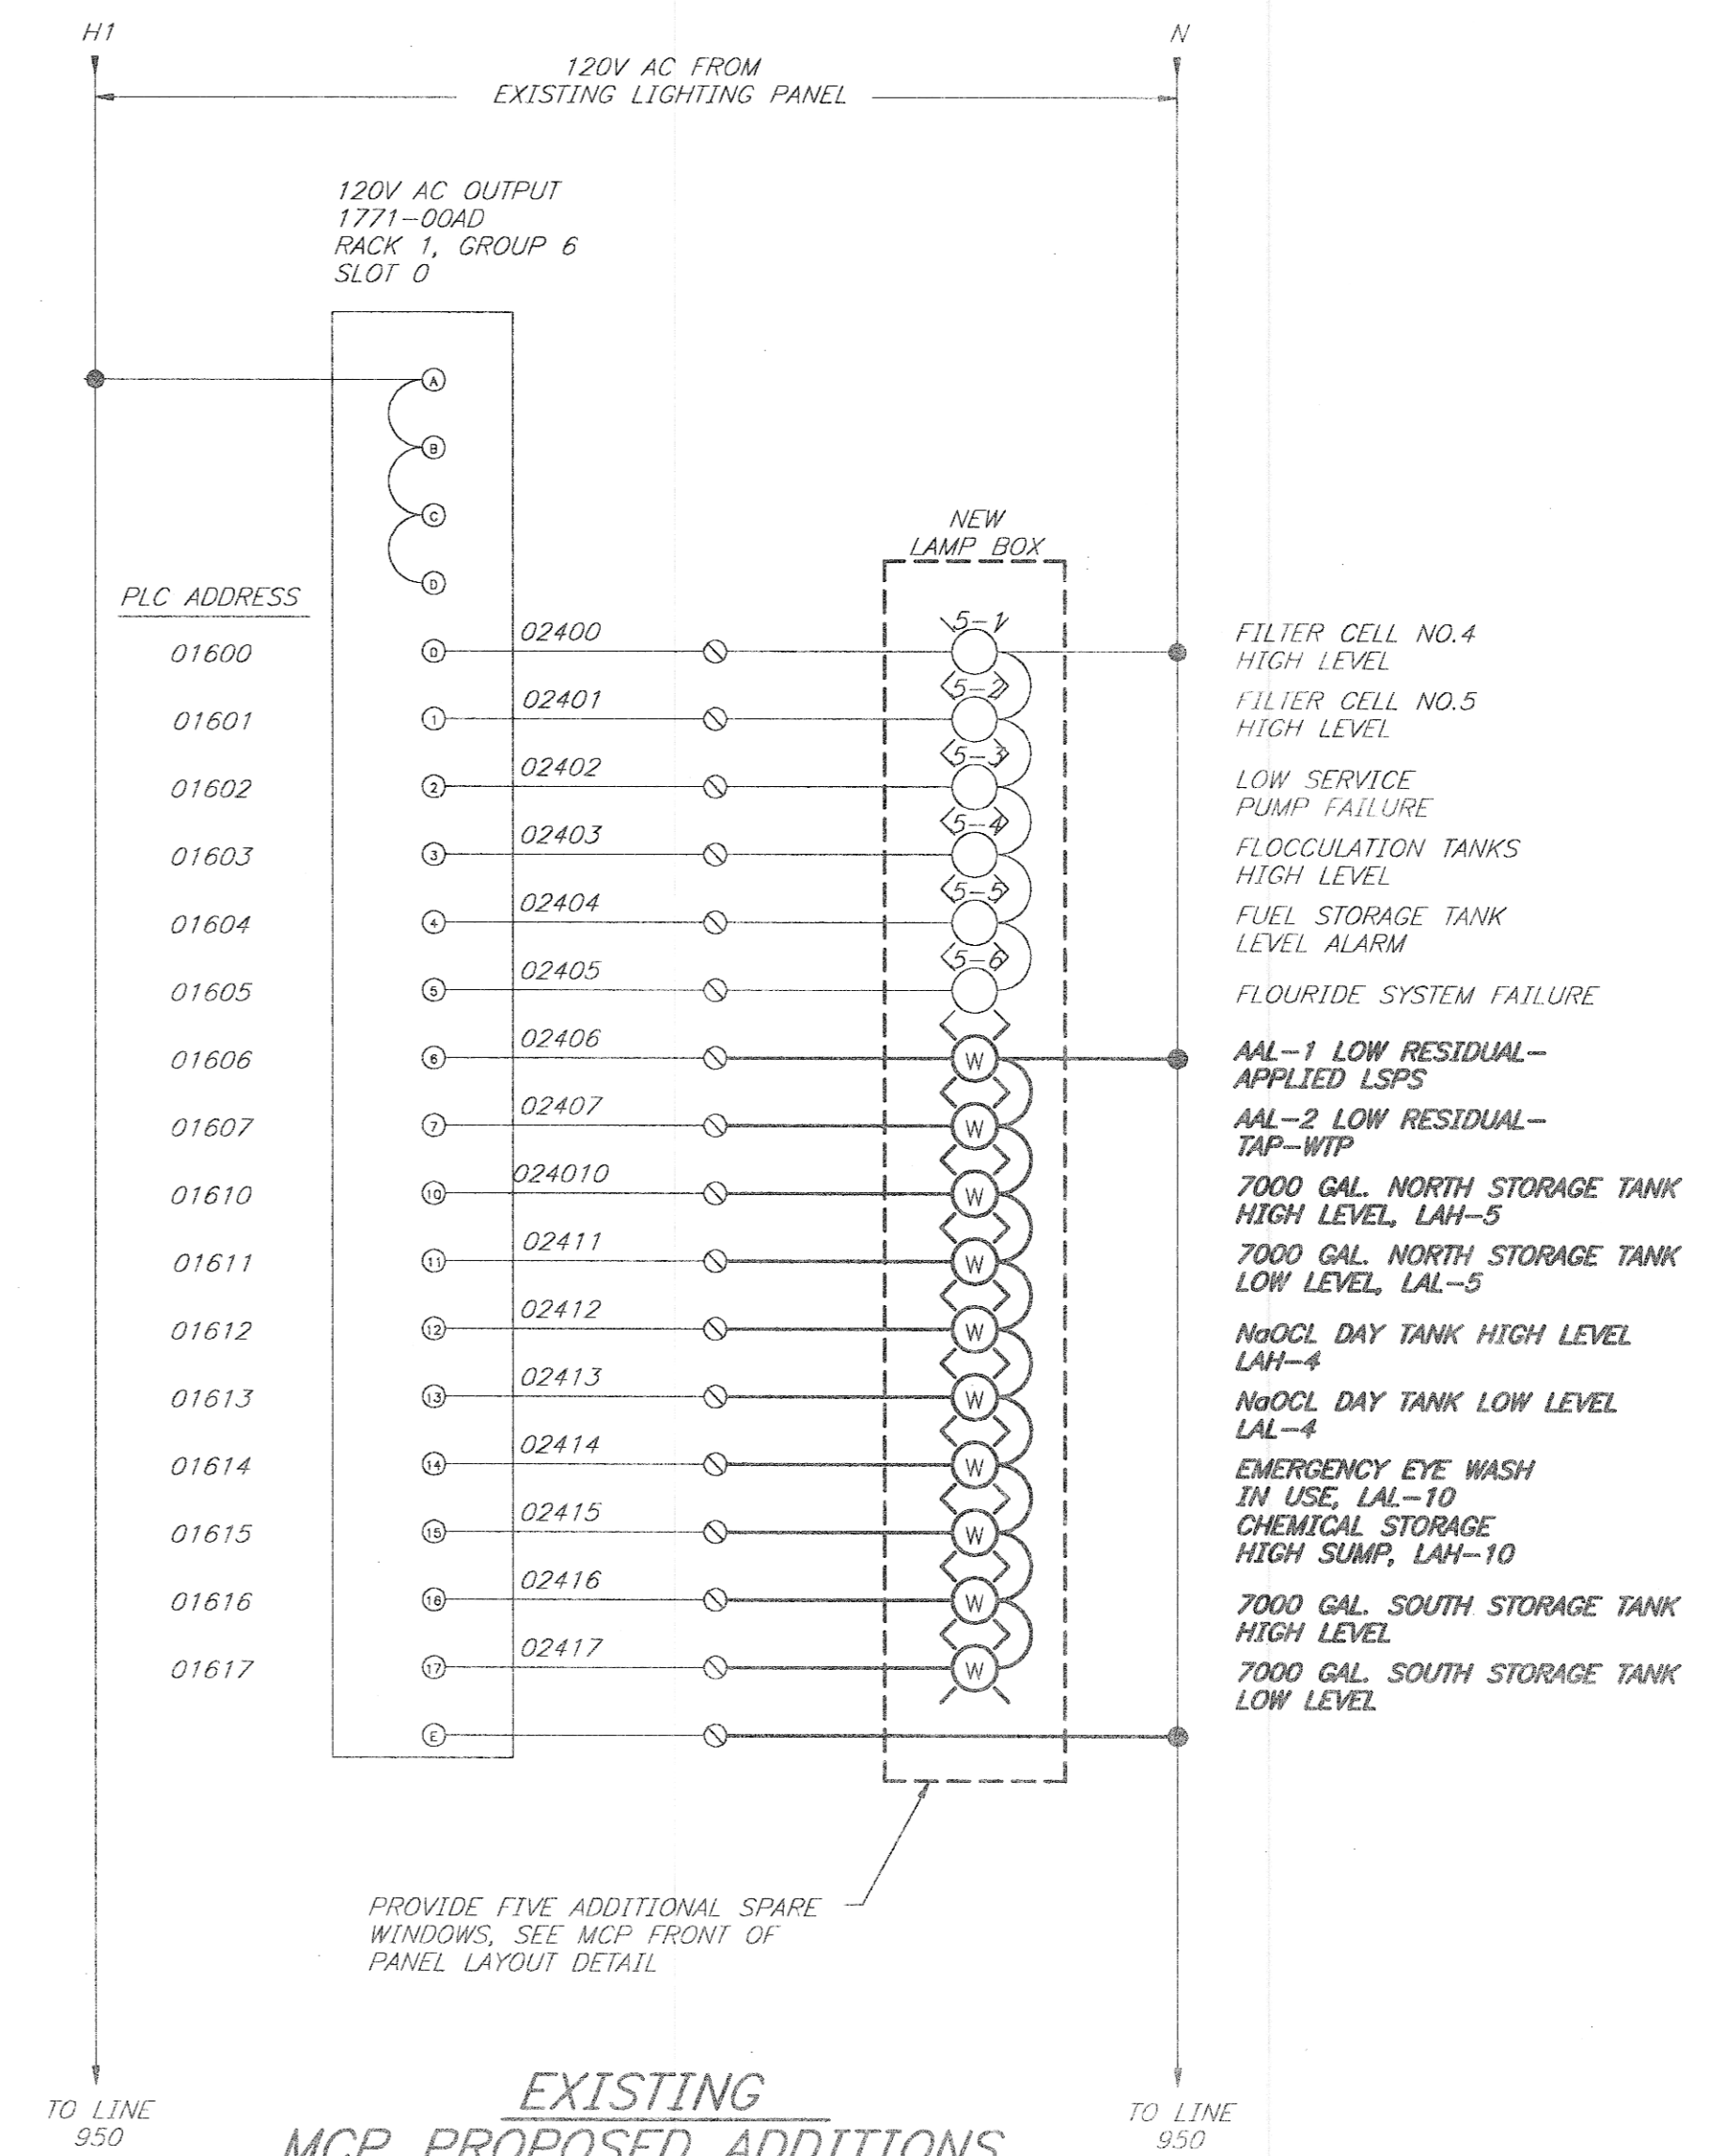 H1
N
120V AC FROM
EXISTING LIGHTING PANEL
120V AC OUTPUT
1771-00AD
RACK 1, GROUP 6
SLOT 0
A
B
C
D
NEW
LAMP BOX
PLC ADDRESS
5-1
01600
0
02400
FILTER CELL NO.4
HIGH LEVEL
5-2
01601
1
02401
FILTER CELL NO.5
HIGH LEVEL
5-3
01602
2
02402
LOW SERVICE
PUMP FAILURE
5-4
01603
3
02403
FLOCCULATION TANKS
HIGH LEVEL
5-5
01604
4
02404
FUEL STORAGE TANK
LEVEL ALARM
5-6
01605
5
02405
FLOURIDE SYSTEM FAILURE
01606
6
02406
W
AAL-1 LOW RESIDUAL-
APPLIED LSPS
01607
7
02407
W
AAL-2 LOW RESIDUAL-
TAP-WTP
01610
10
024010
W
7000 GAL. NORTH STORAGE TANK
HIGH LEVEL, LAH-5
01611
11
02411
W
7000 GAL. NORTH STORAGE TANK
LOW LEVEL, LAL-5
01612
12
02412
W
NaOCL DAY TANK HIGH LEVEL
LAH-4
01613
13
02413
W
NaOCL DAY TANK LOW LEVEL
LAL-4
01614
14
02414
W
EMERGENCY EYE WASH
IN USE, LAL-10
01615
15
02415
W
CHEMICAL STORAGE
HIGH SUMP, LAH-10
01616
16
02416
W
7000 GAL. SOUTH STORAGE TANK
HIGH LEVEL
01617
17
02417
W
7000 GAL. SOUTH STORAGE TANK
LOW LEVEL
E
PROVIDE FIVE ADDITIONAL SPARE
WINDOWS, SEE MCP FRONT OF
PANEL LAYOUT DETAIL
TO LINE
950
EXISTING
MCP PROPOSED ADDITIONS
TO LINE
950